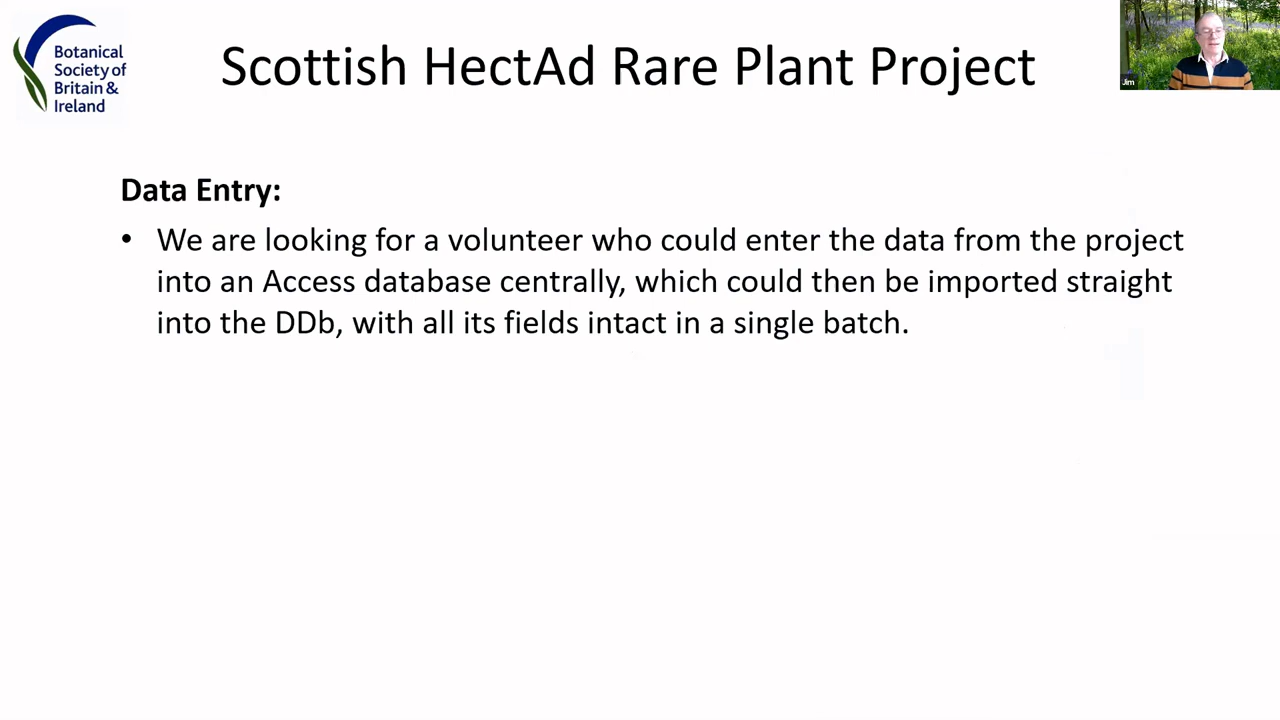 Botanical
Society of
Britain &
Ireland
Scottish HectAd Rare Plant Project
Jim
Data Entry:
• We are looking for a volunteer who could enter the data from the project
into an Access database centrally, which could then be imported straight
into the DDb, with all its fields intact in a single batch.